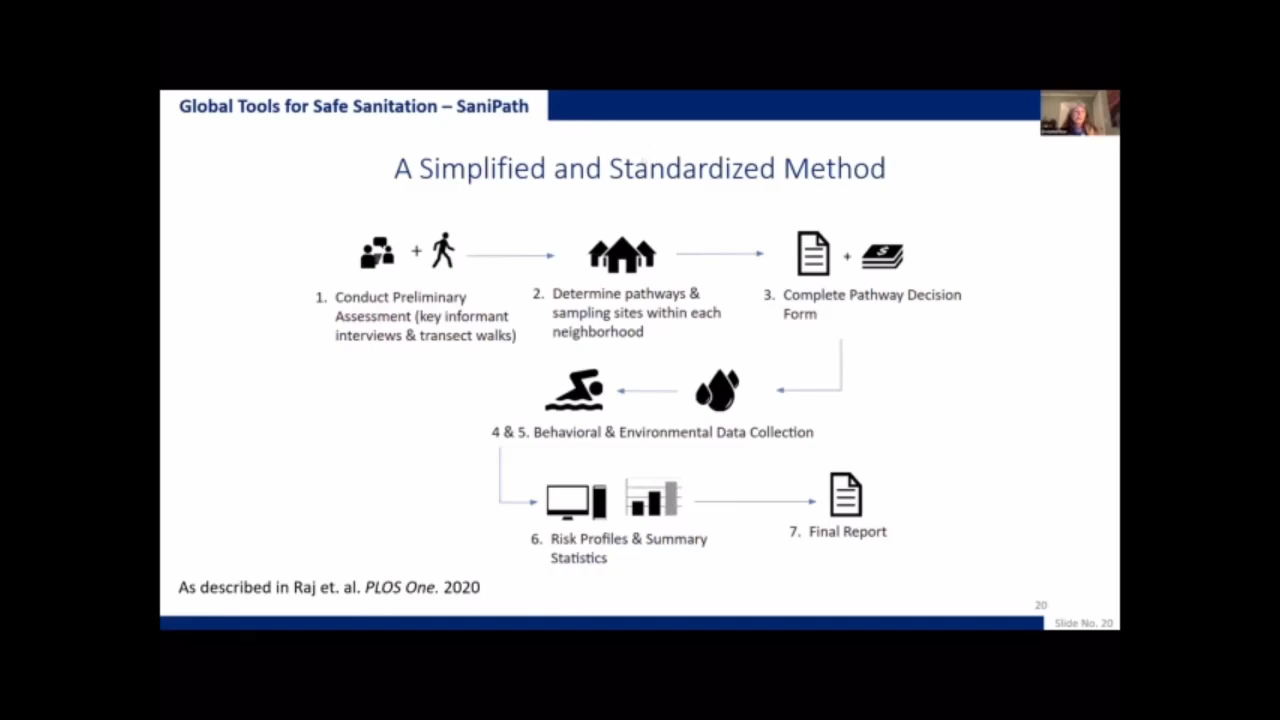 Global Tools for Safe Sanitation – SaniPath
A Simplified and Standardized Method
+
+
$
1. Conduct Preliminary
Assessment (key informant
interviews & transect walks)
2. Determine pathways &
sampling sites within each
neighborhood
3. Complete Pathway Decision
Form
4 & 5. Behavioral & Environmental Data Collection
6. Risk Profiles & Summary
Statistics
7. Final Report
As described in Raj et. al. PLOS One. 2020
20
Slide No. 20